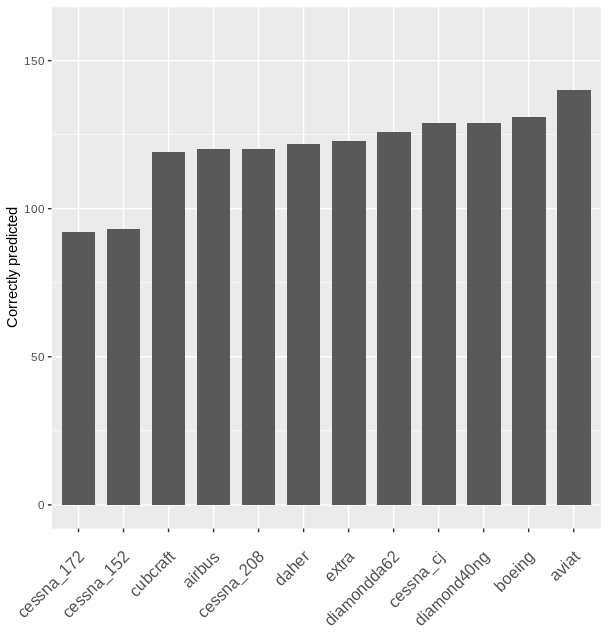 150
100
50
0
Correctly predicted
cessna_172
cessna_152
cubcraft
airbus
cessna_208
daher
extra
diamondda62
cessna_cj
diamond40ng
boeing
aviat